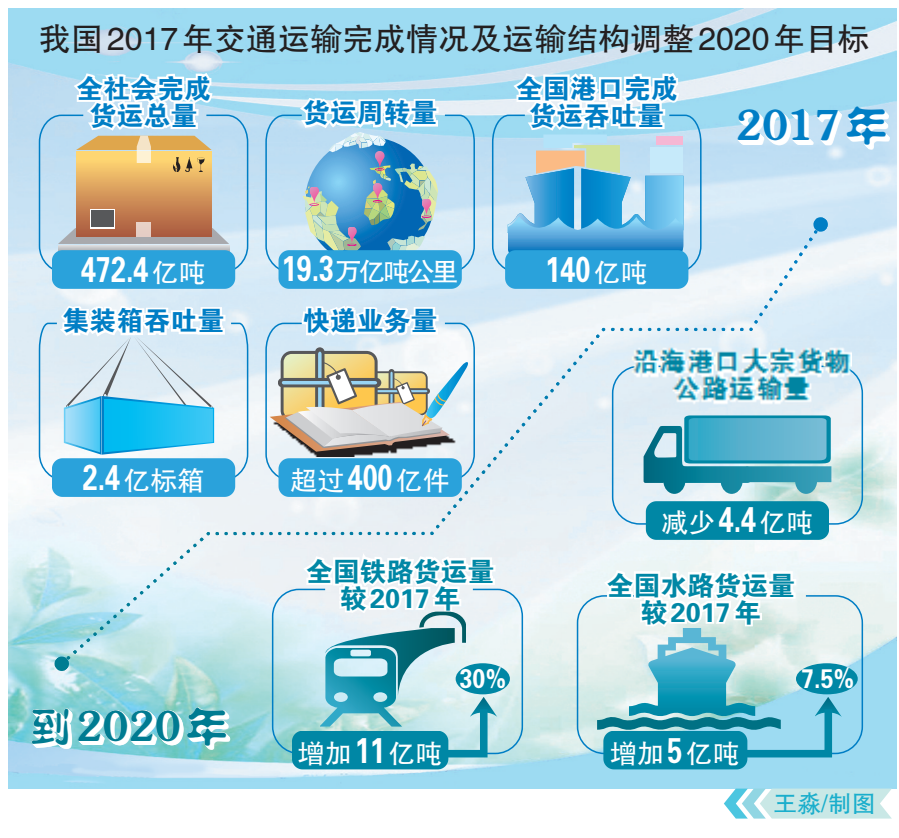 我国2017年交通运输完成情况及运输结构调整2020年目标
2017年
全社会完成
货运总量
472.4亿吨
货运周转量
19.3万亿吨公里
全国港口完成
货运吞吐量
140亿吨
集装箱吞吐量
2.4亿标箱
快递业务量
超过400亿件
沿海港口大宗货物
公路运输量
减少4.4亿吨
到2020年
全国铁路货运量
较2017年
30%
增加11亿吨
全国水路货运量
较2017年
7.5%
增加5亿吨
王淼/制图